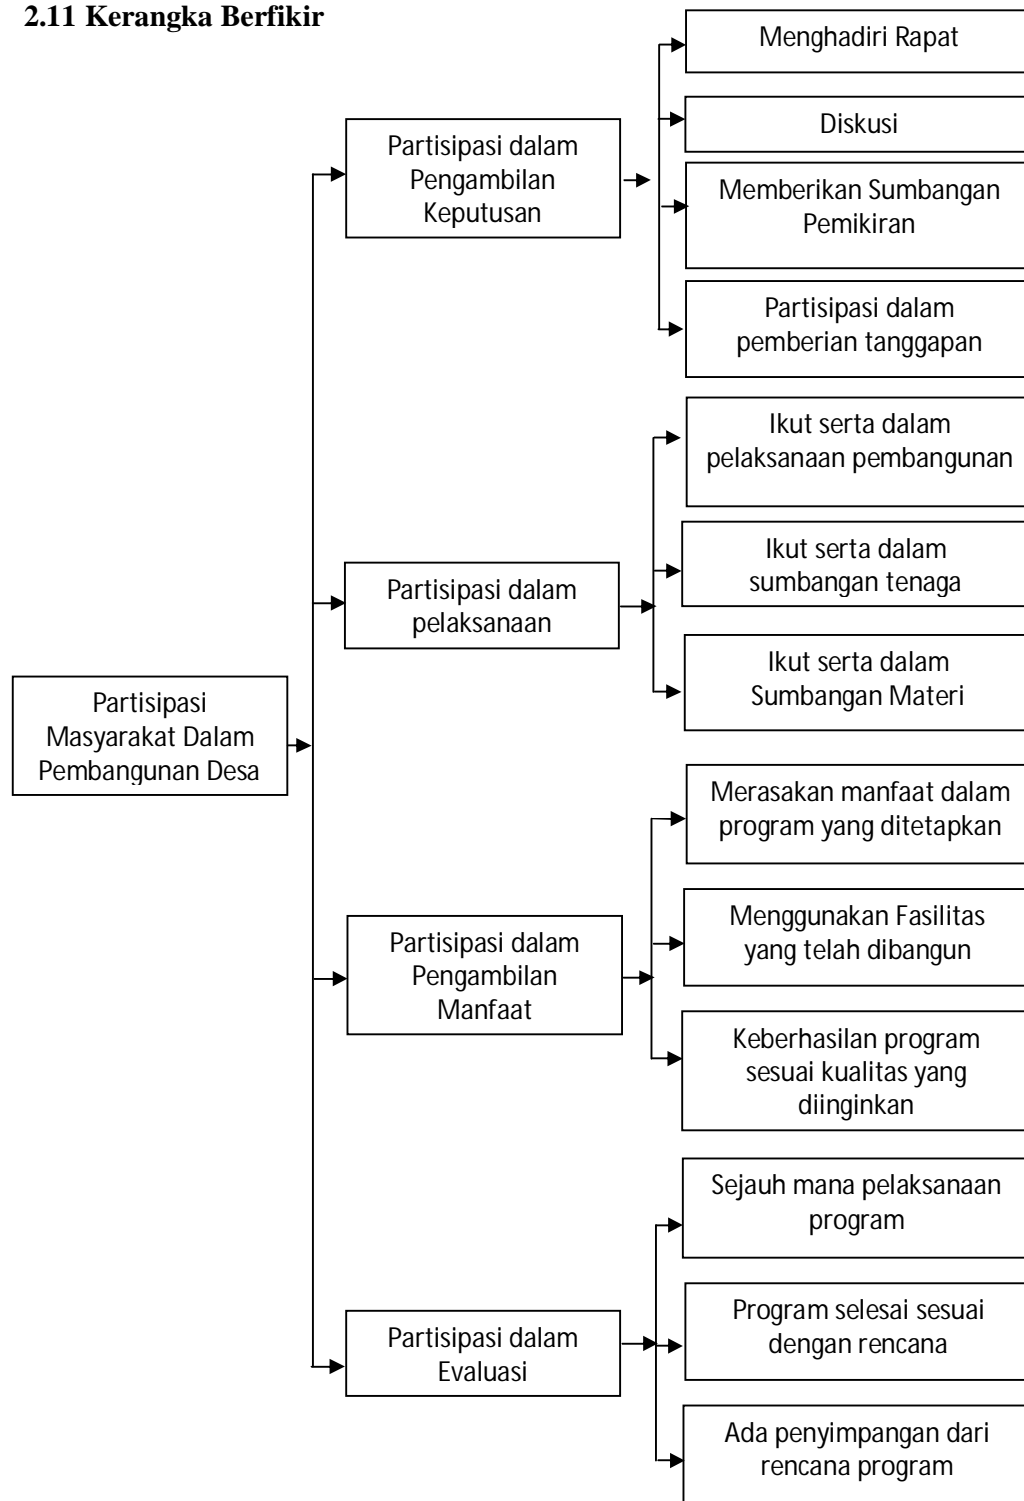 2.11 Kerangka Berfikir
Partisipasi
Masyarakat Dalam
Pembangunan Desa
Partisipasi dalam
Pengambilan
Keputusan
Menghadiri Rapat
Diskusi
Memberikan Sumbangan
Pemikiran
Partisipasi dalam
pemberian tanggapan
Partisipasi dalam
pelaksanaan
Ikut serta dalam
pelaksanaan pembangunan
Ikut serta dalam
sumbangan tenaga
Ikut serta dalam
Sumbangan Materi
Partisipasi dalam
Pengambilan
Manfaat
Merasakan manfaat dalam
program yang ditetapkan
Menggunakan Fasilitas
yang telah dibangun
Keberhasilan program
sesuai kualitas yang
diinginkan
Partisipasi dalam
Evaluasi
Sejauh mana pelaksanaan
program
Program selesai sesuai
dengan rencana
Ada penyimpangan dari
rencana program